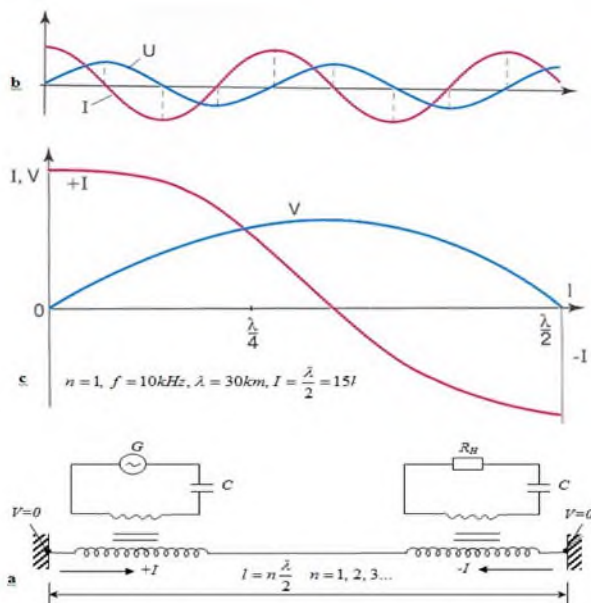 U
b
I
I, V
+I
V
0
λ/4
λ/2
l
-I
c n = 1, f = 10kHz, λ = 30km, I = λ/2 = 15l
G
R_H
C
C
V=0
V=0
+I
-I
a
l = n λ/2 n = 1, 2, 3...